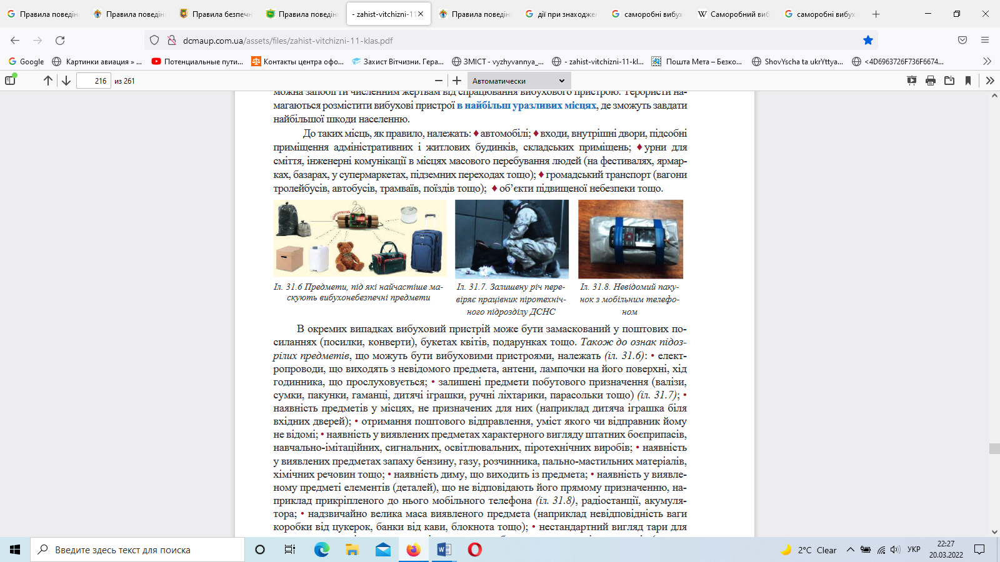 Правила поведін
Правила поведін
Правила безпечн
Правила поведін
- zahist-vitchizni-11
Правила поведін
дії при знаходжен
саморобні вибух
Саморобний виб
саморобні вибух
dcmaup.com.ua/assets/files/zahist-vitchizni-11-klas.pdf
Google
Картинки авиация » ...
Потенциальные пути...
Контакты центра офо...
Захист Вітчизни. Гера...
ЗМІСТ - vyzhyvannya_...
- zahist-vitchizni-11-kl...
Пошта Мета – Безко...
ShovYscha ta ukrYttya...
<4D6963726F736F6674...
216 из 261
Автоматически
можна запобігти численним жертвам від спрацювання вибухового пристрою. Терористи на-
магаються розмістити вибухові пристрої в найбільш уразливих місцях, де зможуть завдати
найбільшої шкоди населенню.
До таких місць, як правило, належать: ♦ автомобілі; ♦ входи, внутрішні двори, підсобні
приміщення адміністративних і житлових будинків, складських приміщень; ♦ урни для
сміття, інженерні комунікації в місцях масового перебування людей (на фестивалях, ярмар-
ках, базарах, у супермаркетах, підземних переходах тощо); ♦ громадський транспорт (вагони
тролейбусів, автобусів, трамваїв, поїздів тощо); ♦ об’єкти підвищеної небезпеки тощо.
Іл. 31.6 Предмети, під які найчастіше ма-
скують вибухонебезпечні предмети
Іл. 31.7. Залишену річ пере-
віряє працівник піротехніч-
ного підрозділу ДСНС
Іл. 31.8. Невідомий паку-
нок з мобільним телефо-
ном
В окремих випадках вибуховий пристрій може бути замаскований у поштових по-
силаннях (посилки, конверти), букетах квітів, подарунках тощо. Також до ознак підоз-
рілих предметів, що можуть бути вибуховими пристроями, належать (іл. 31.6): • елект-
ропроводи, що виходять з невідомого предмета, антени, лампочки на його поверхні, хід
годинника, що прослуховується; • залишені предмети побутового призначення (валізи,
сумки, пакунки, гаманці, дитячі іграшки, ручні ліхтарики, парасольки тощо) (іл. 31.7); •
наявність предметів у місцях, не призначених для них (наприклад дитяча іграшка біля
вхідних дверей); • отримання поштового відправлення, уміст якого чи відправник йому
не відомі; • наявність у виявлених предметах характерного вигляду штатних боєприпасів,
навчально-імітаційних, сигнальних, освітлювальних, піротехнічних виробів; • наявність
у виявлених предметах запаху бензину, газу, розчинника, пально-мастильних матеріалів,
хімічних речовин тощо; • наявність диму, що виходить із предмета; • наявність у виявле-
ному предметі елементів (деталей), що не відповідають його прямому призначенню, на-
приклад прикріпленого до нього мобільного телефона (іл. 31.8), радіостанції, акумуля-
тора; • надзвичайно велика маса виявленого предмета (наприклад невідповідність ваги
коробки від цукерок, банки від кави, блокнота тощо); • нестандартний вигляд тари для
Введите здесь текст для поиска
2°C Clear
УКР
22:27
20.03.2022